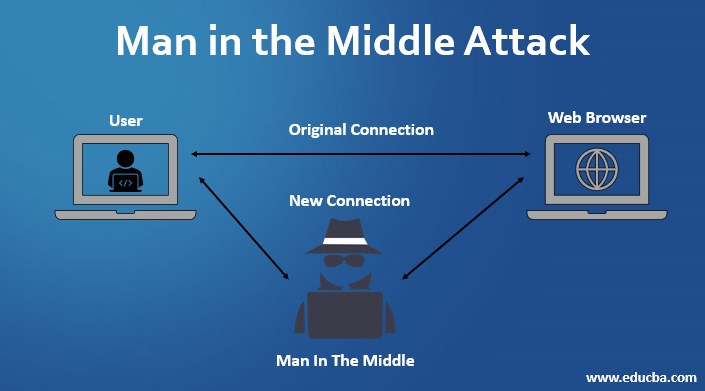 Man in the Middle Attack
User
Web Browser
Original Connection
New Connection
Man In The Middle
www.educba.com